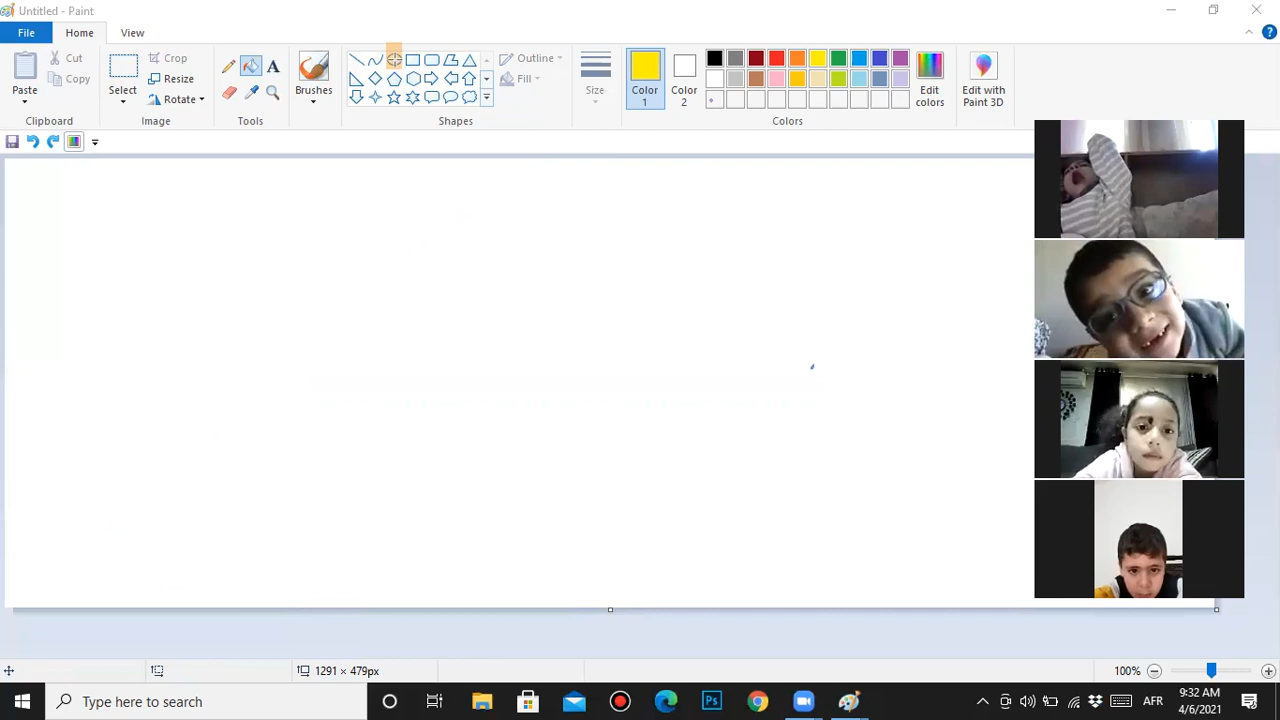 Untitled - Paint
File
Home
View
Paste
Cut
Copy
Clipboard
Select
Crop
Resize
Rotate
Image
A
Tools
Brushes
Outline
Fill
Shapes
Size
Color 1
Color 2
Edit colors
Colors
Edit with Paint 3D
1291 × 479px
100%
Type here to search
Ps
AFR
9:32 AM
4/6/2021